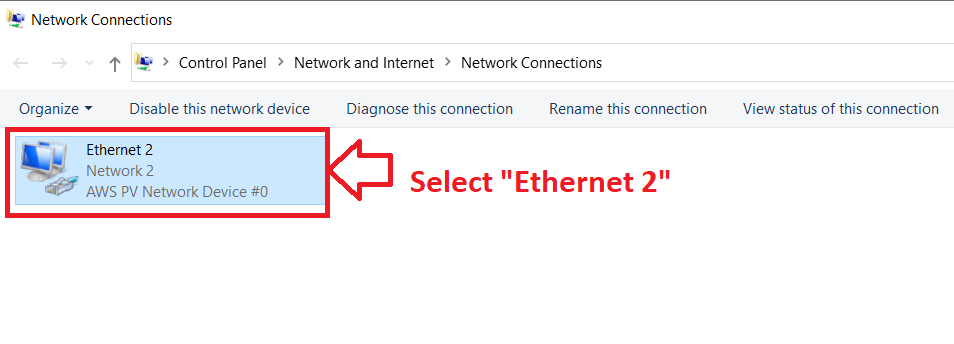 Network Connections
Control Panel > Network and Internet > Network Connections
Organize Disable this network device Diagnose this connection Rename this connection View status of this connection
Ethernet 2
Network 2
AWS PV Network Device #0
Select "Ethernet 2"